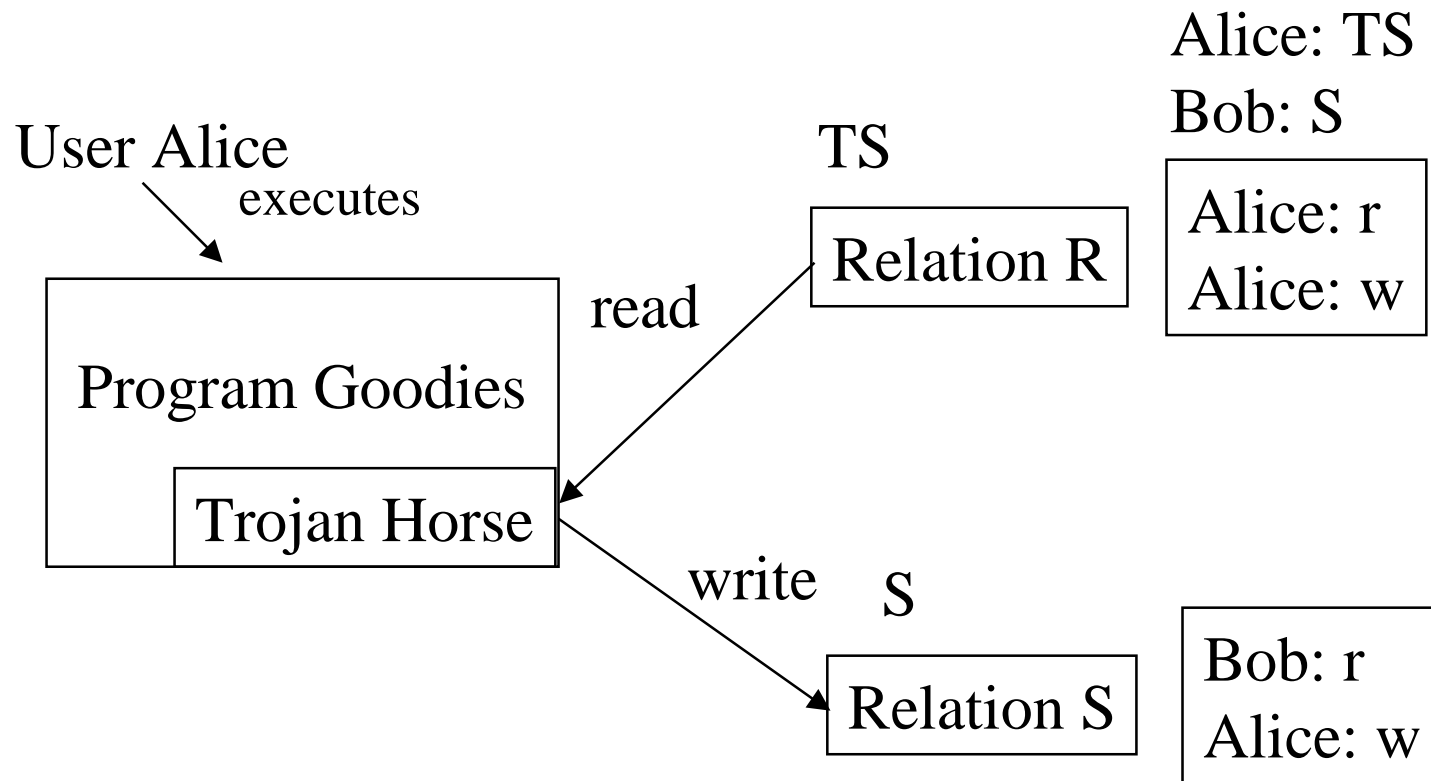 Alice: TS
Bob: S
User Alice
executes
TS
Relation R
Alice: r
Alice: w
read
Program Goodies
Trojan Horse
write
S
Relation S
Bob: r
Alice: w